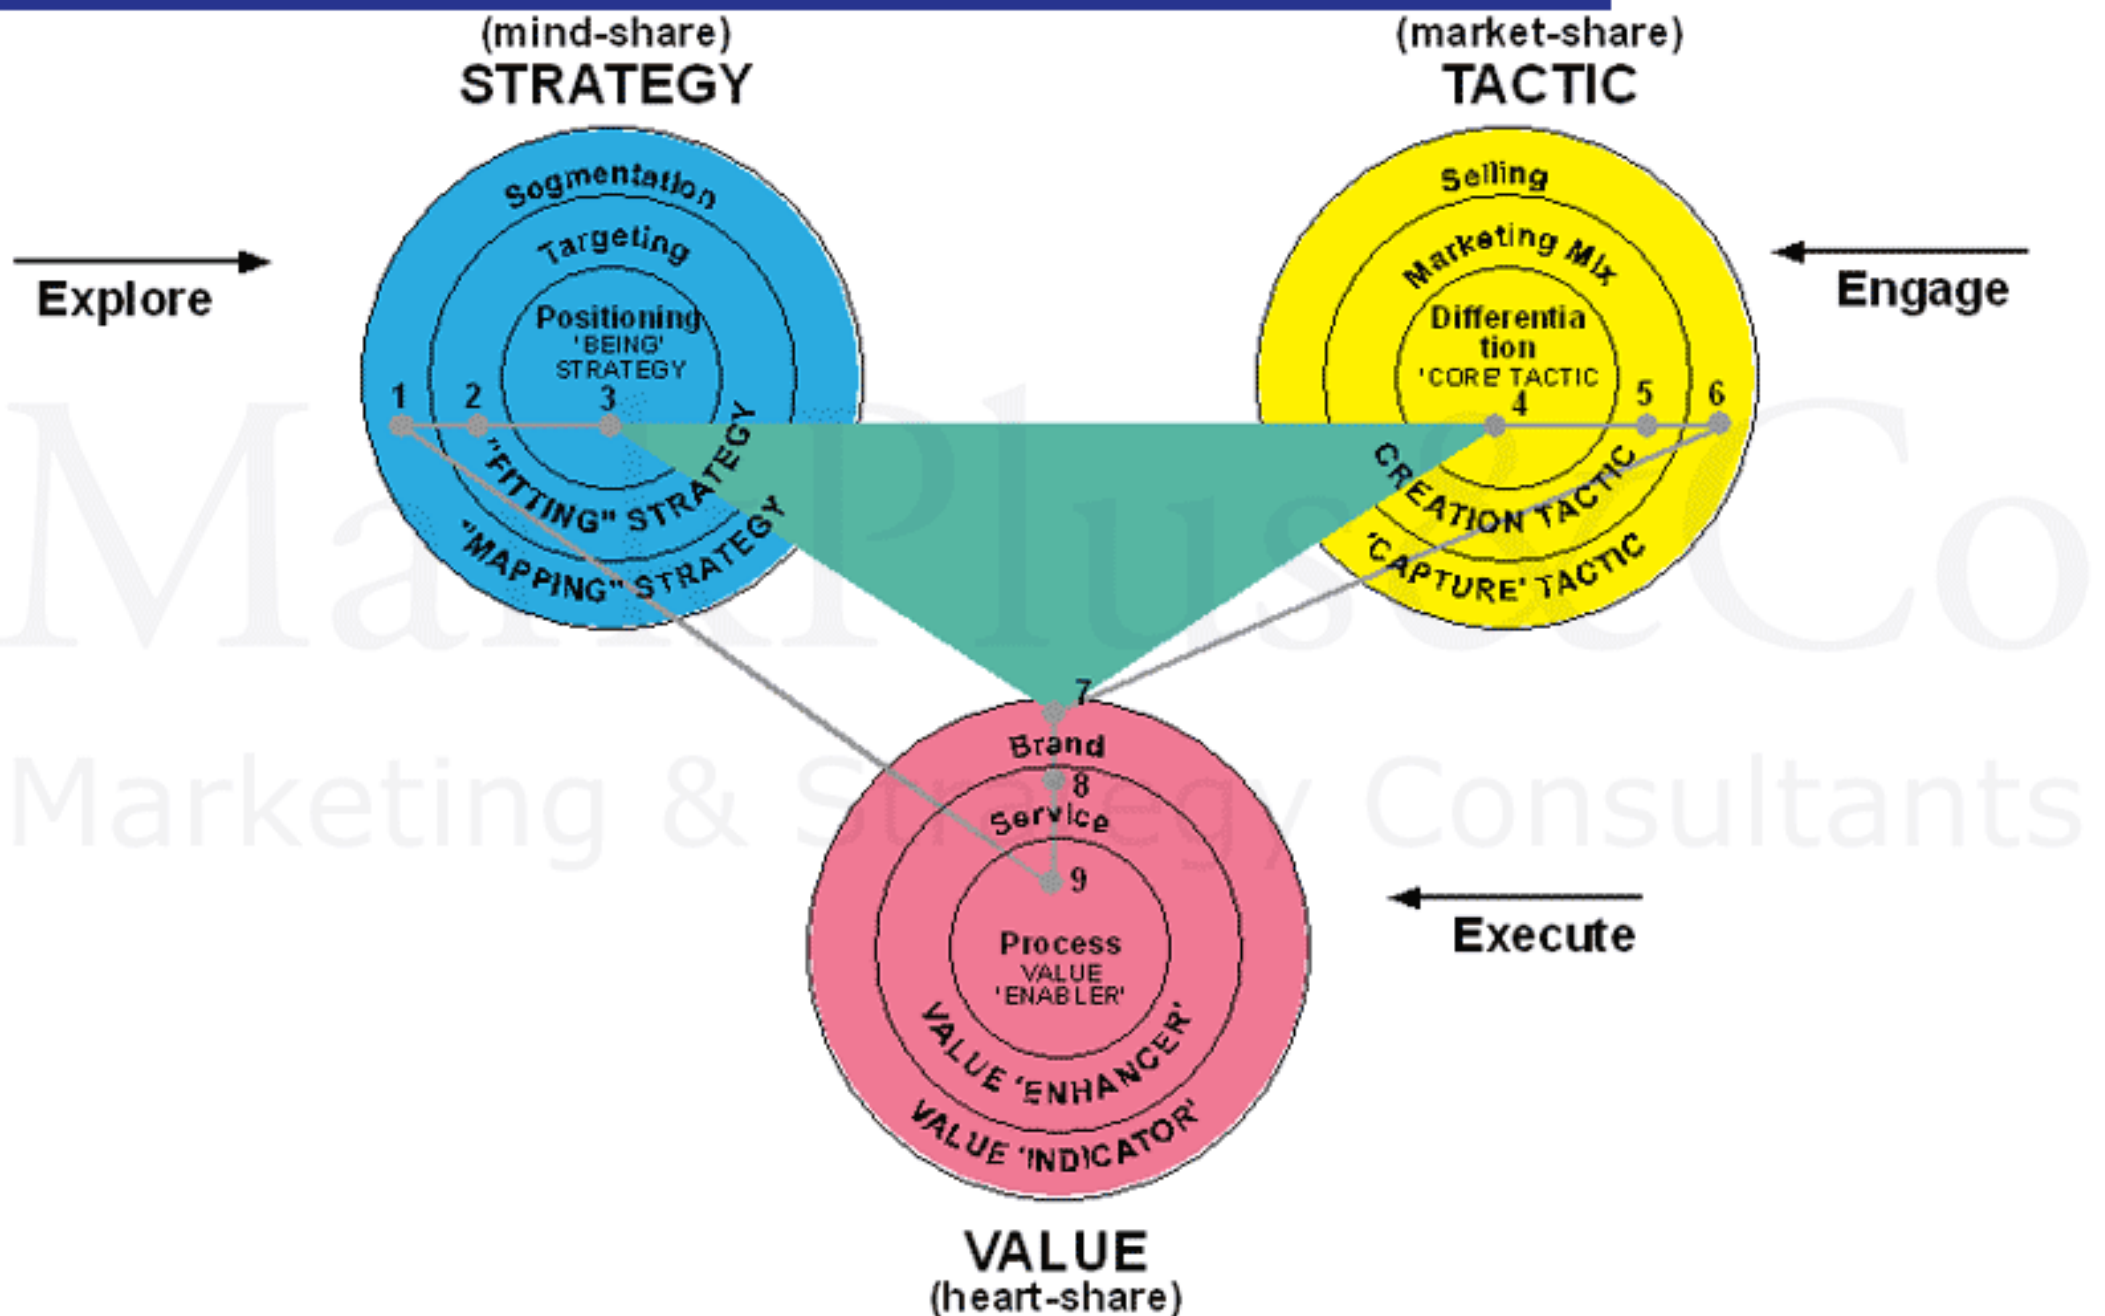 (mind-share)
STRATEGY
Sogmentation
Targeting
Positioning
'BEING'
STRATEGY
1
2
3
"FITTING" STRATEGY
"MAPPING" STRATEGY
Explore
(market-share)
TACTIC
Selling
Marketing Mix
Differentia
tion
'CORE' TACTIC
4
5
6
CREATION TACTIC
'CAPTURE' TACTIC
Engage
MarkPlus&Co
Marketing & Strategy Consultants
7
Brand
8
Service
9
Process
VALUE
'ENABLER'
VALUE 'ENHANCER'
VALUE 'INDICATOR'
Execute
VALUE
(heart-share)